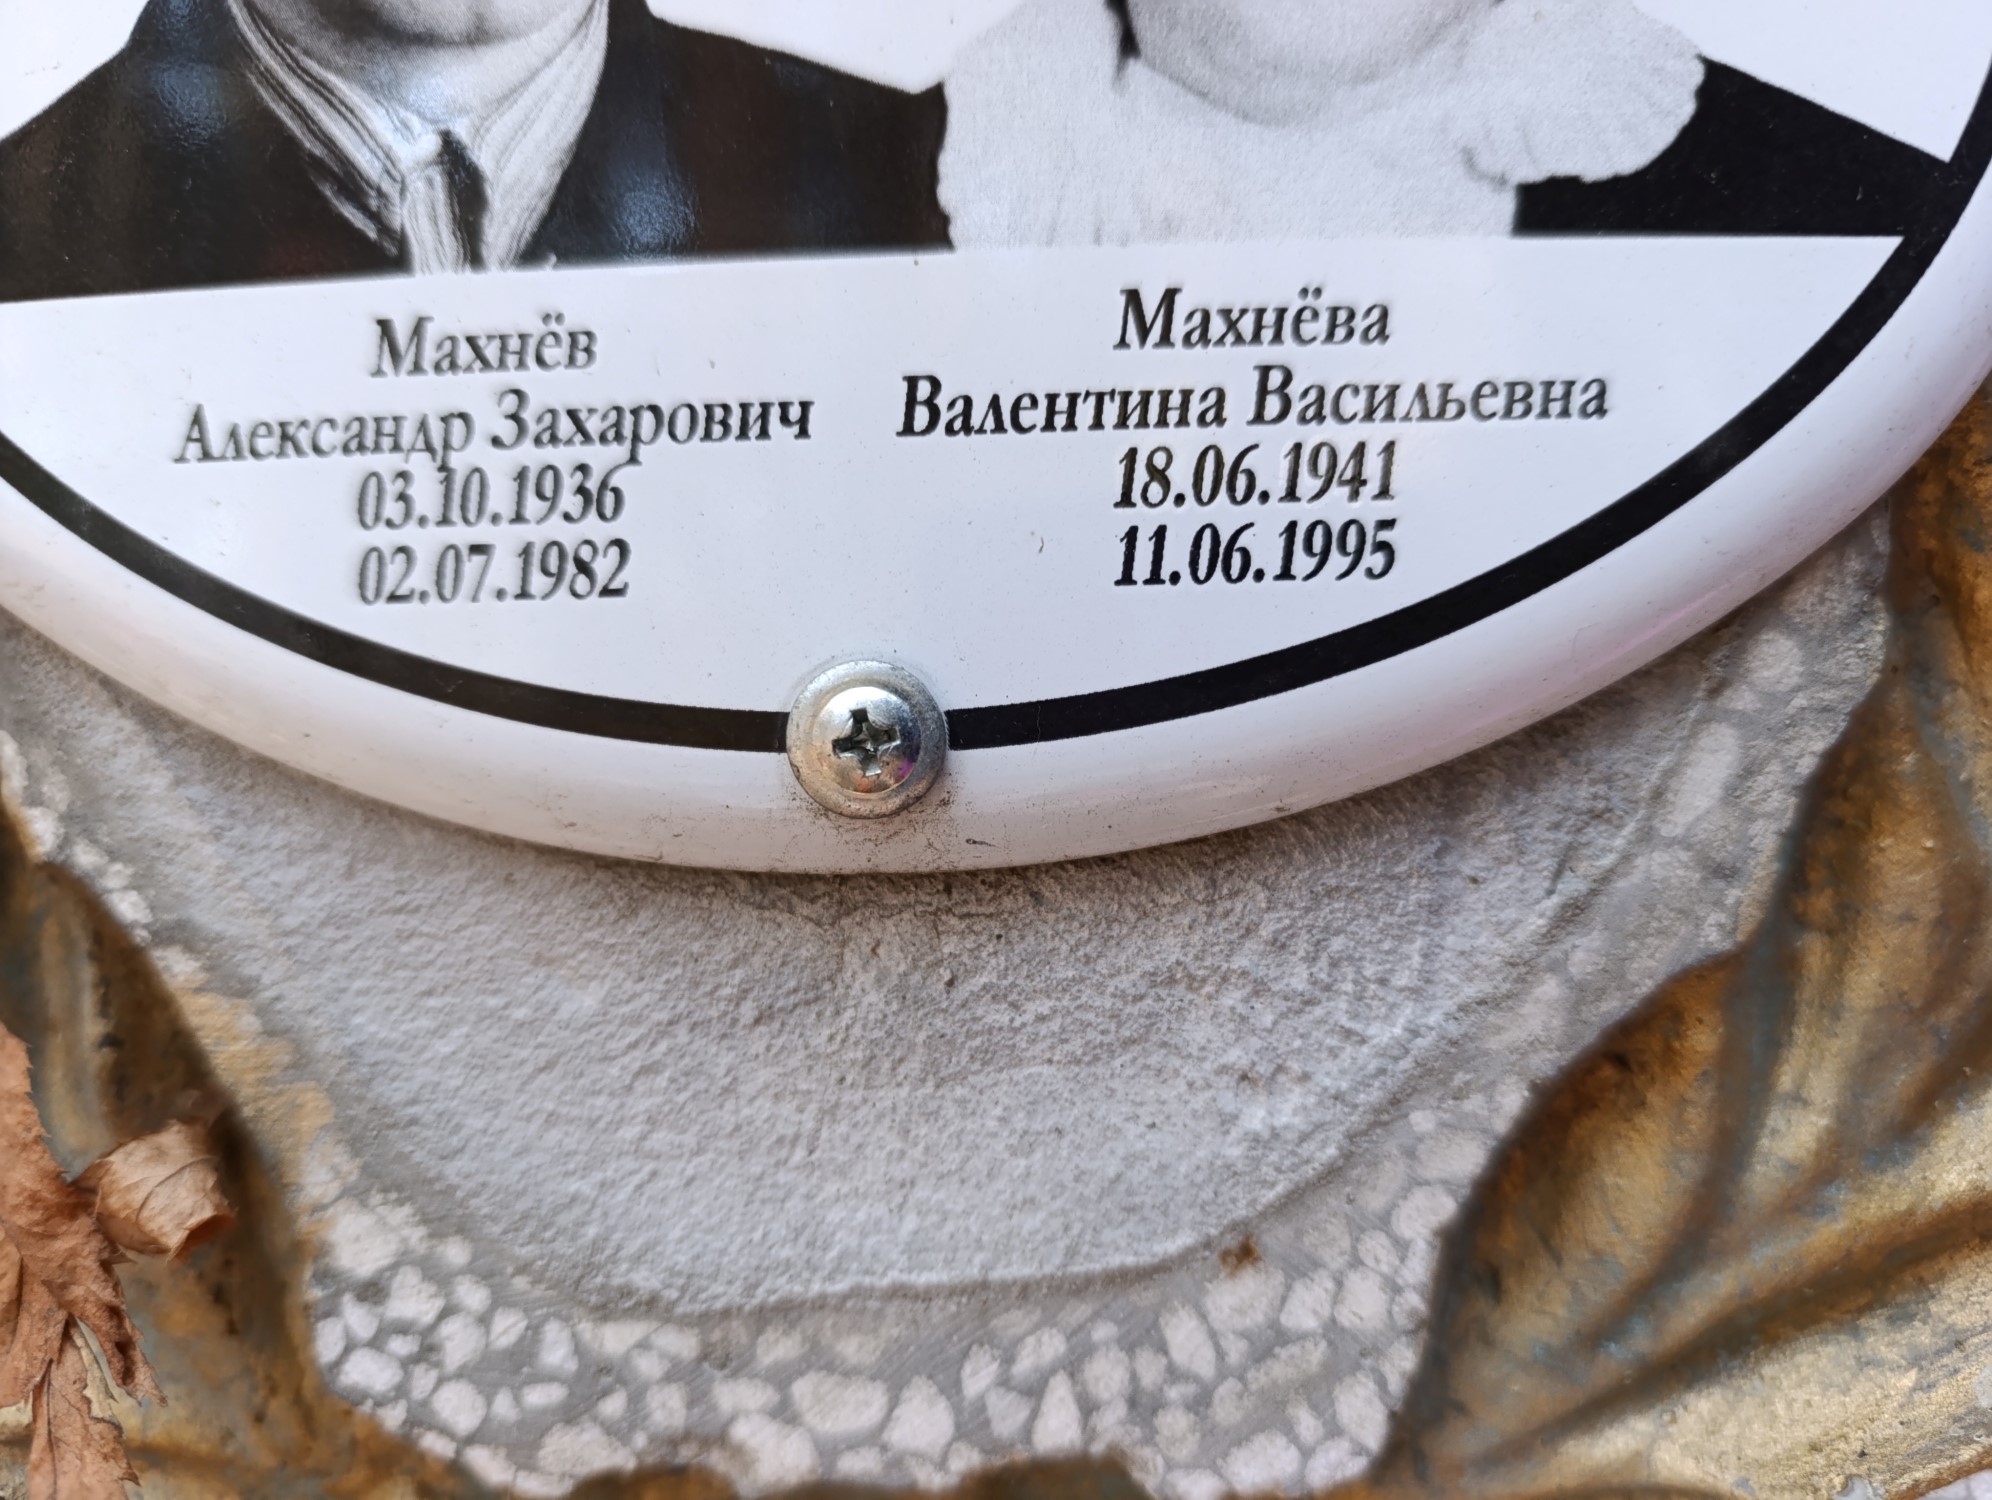 Махнёв
Александр Захарович
03.10.1936
02.07.1982
Махнёва
Валентина Васильевна
18.06.1941
11.06.1995